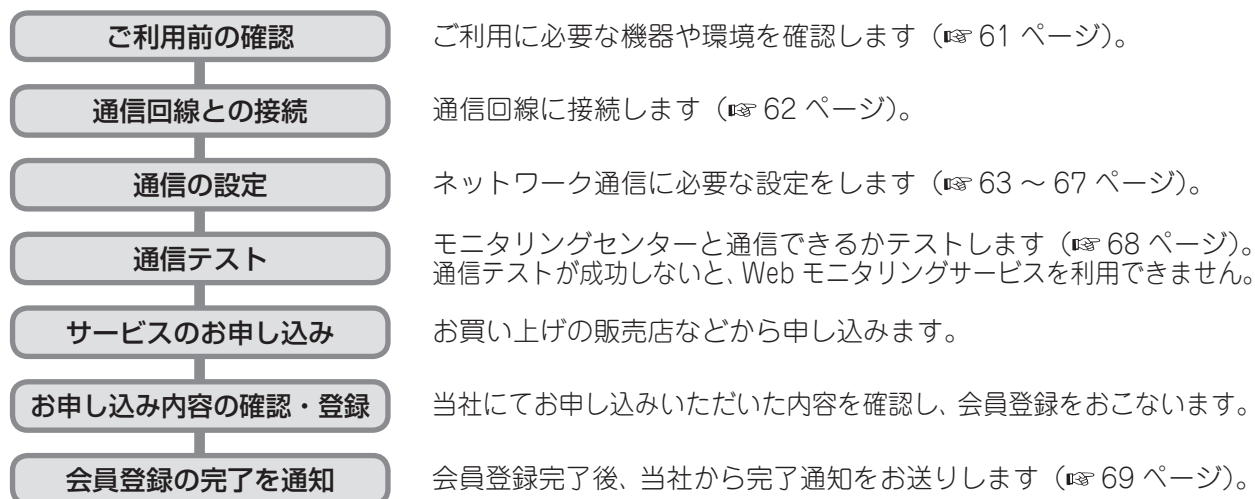 ご利用前の確認
ご利用に必要な機器や環境を確認します（☞ 61 ページ）。
通信回線との接続
通信回線に接続します（☞ 62 ページ）。
通信の設定
ネットワーク通信に必要な設定をします（☞ 63 ～ 67 ページ）。
通信テスト
モニタリングセンターと通信できるかテストします（☞ 68 ページ）。
通信テストが成功しないと、Web モニタリングサービスを利用できません。
サービスのお申し込み
お買い上げの販売店などから申し込みます。
お申し込み内容の確認・登録
当社にてお申し込みいただいた内容を確認し、会員登録をおこないます。
会員登録の完了を通知
会員登録完了後、当社から完了通知をお送りします（☞ 69 ページ）。